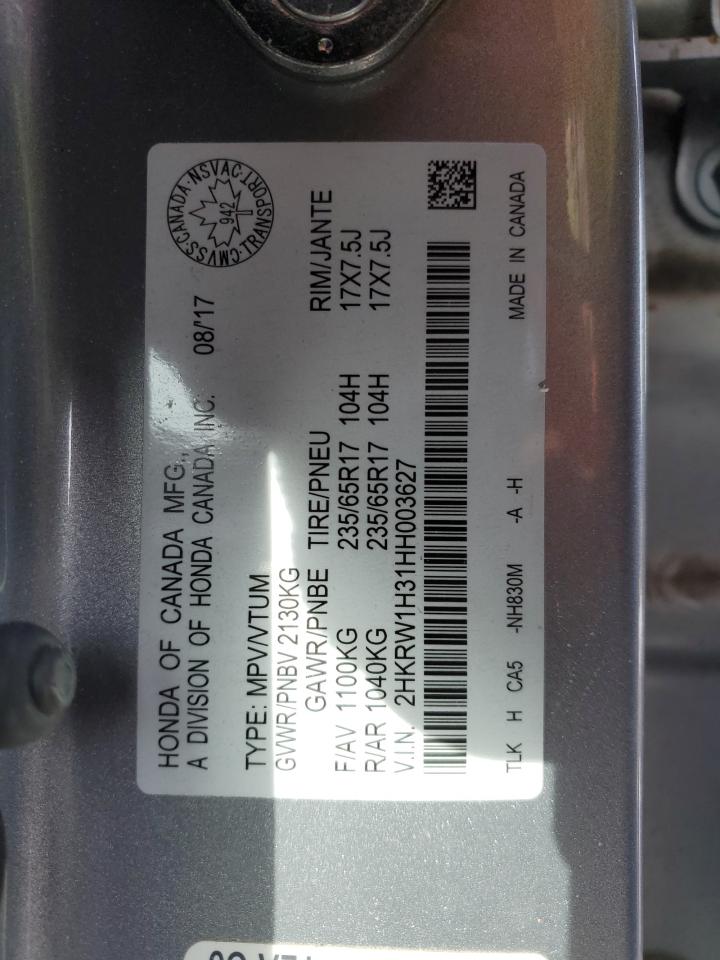 HONDA OF CANADA MFG.,
A DIVISION OF HONDA CANADA INC. 08/'17
CANADA·NSVAC·TRANSPORT·CMVSS·
942
TYPE: MPV/VTUM
GVWR/PNBV 2130KG
GAWR/PNBE TIRE/PNEU RIM/JANTE
F/AV 1100KG 235/65R17 104H 17X7.5J
R/AR 1040KG 235/65R17 104H 17X7.5J
V.I.N. 2HKRW1H31HH003627
TLK H CA5 -NH830M -A -H MADE IN CANADA